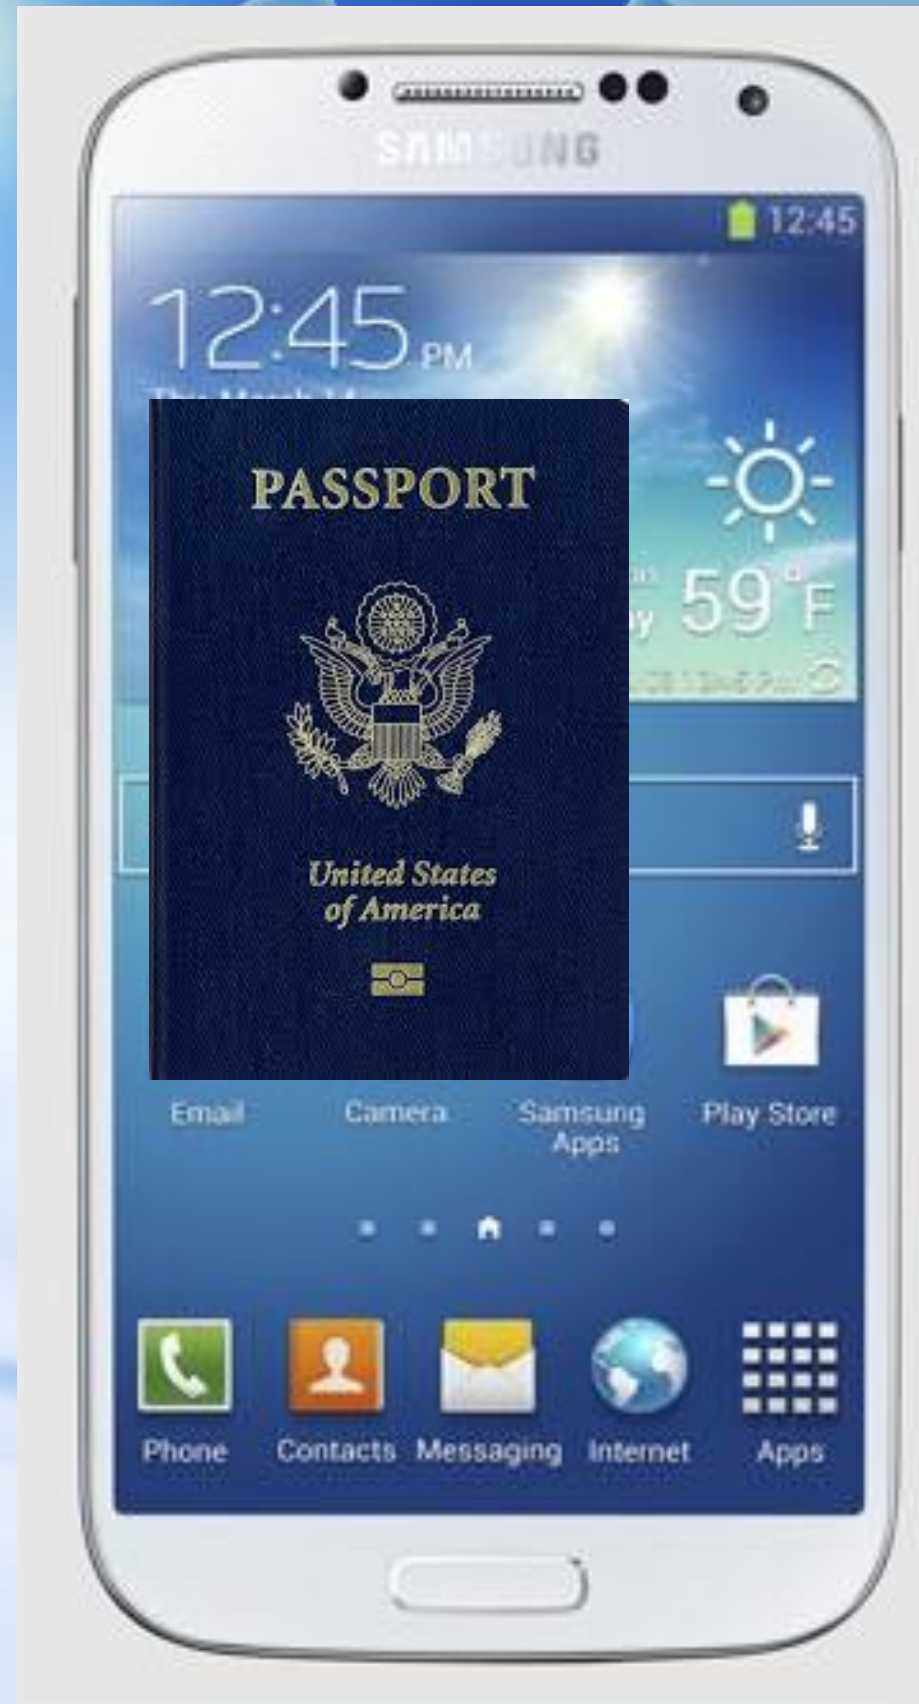 SAMSUNG
12:45
12:45 PM
PASSPORT
59°F
United States
of America
Email
Camera
Samsung
Apps
Play Store
Phone
Contacts
Messaging
Internet
Apps